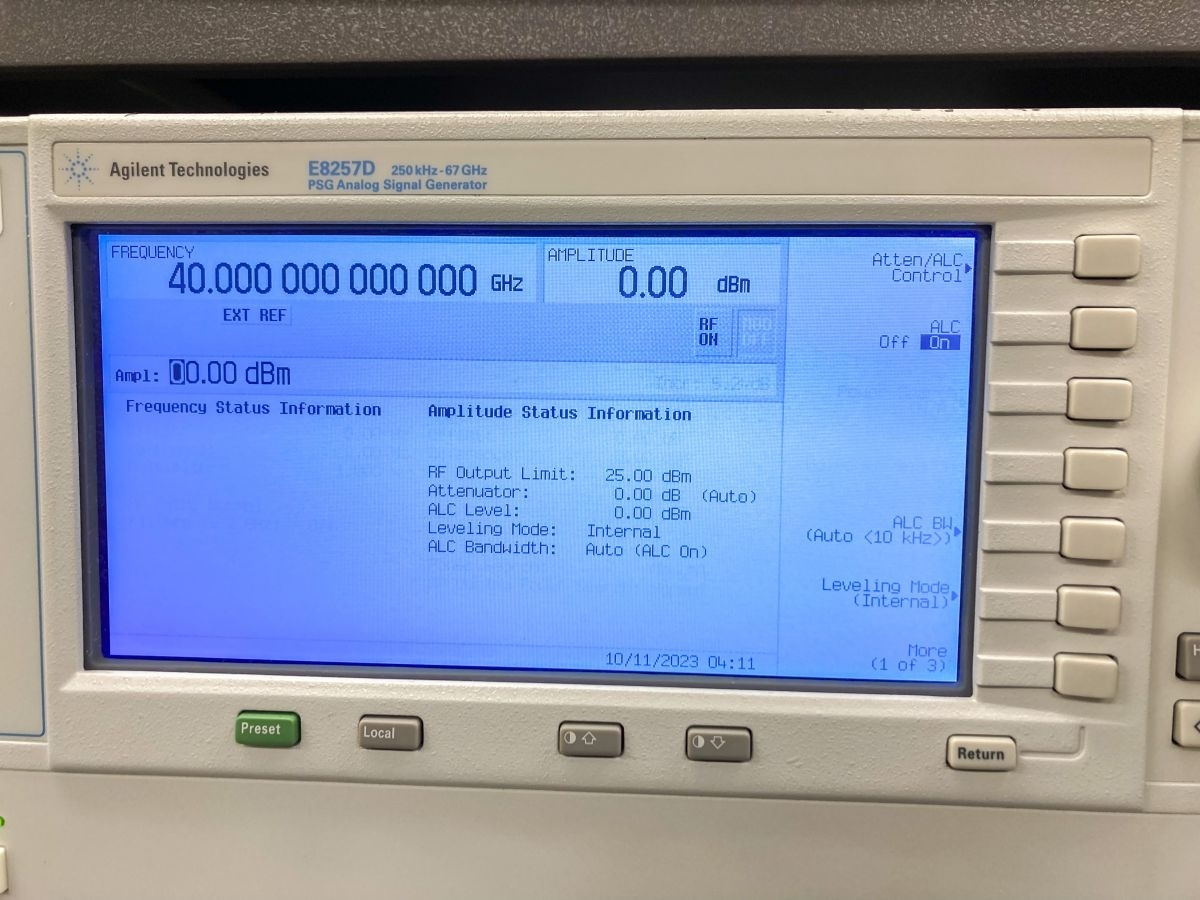 Agilent Technologies
E8257D 250 kHz - 67 GHz
PSG Analog Signal Generator
FREQUENCY
40.000 000 000 000 GHz
AMPLITUDE
0.00 dBm
EXT REF
RF
ON
MOD
OFF
Ampl: 00.00 dBm
Frequency Status Information
Amplitude Status Information
RF Output Limit: 25.00 dBm
Attenuator: 0.00 dB (Auto)
ALC Level: 0.00 dBm
Leveling Mode: Internal
ALC Bandwidth: Auto (ALC On)
10/11/2023 04:11
Atten/ALC
Control
ALC
Off On
ALC BW
(Auto <10 kHz>)
Leveling Mode
(Internal)
More
(1 of 3)
Preset
Local
Return
H